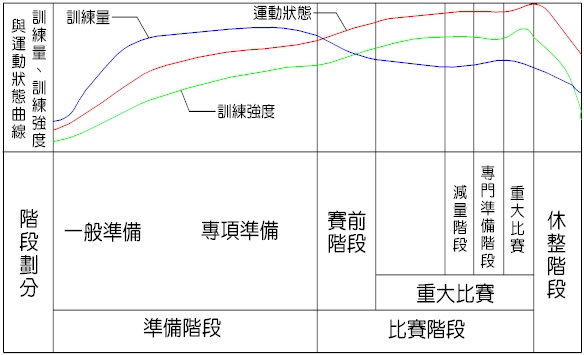 訓練量、訓練強度
與運動狀態曲線
訓練量
運動狀態
訓練強度
階段劃分
一般準備
專項準備
賽前
階段
減量階段
專門準備階段
重大比賽
休整階段
重大比賽
準備階段
比賽階段